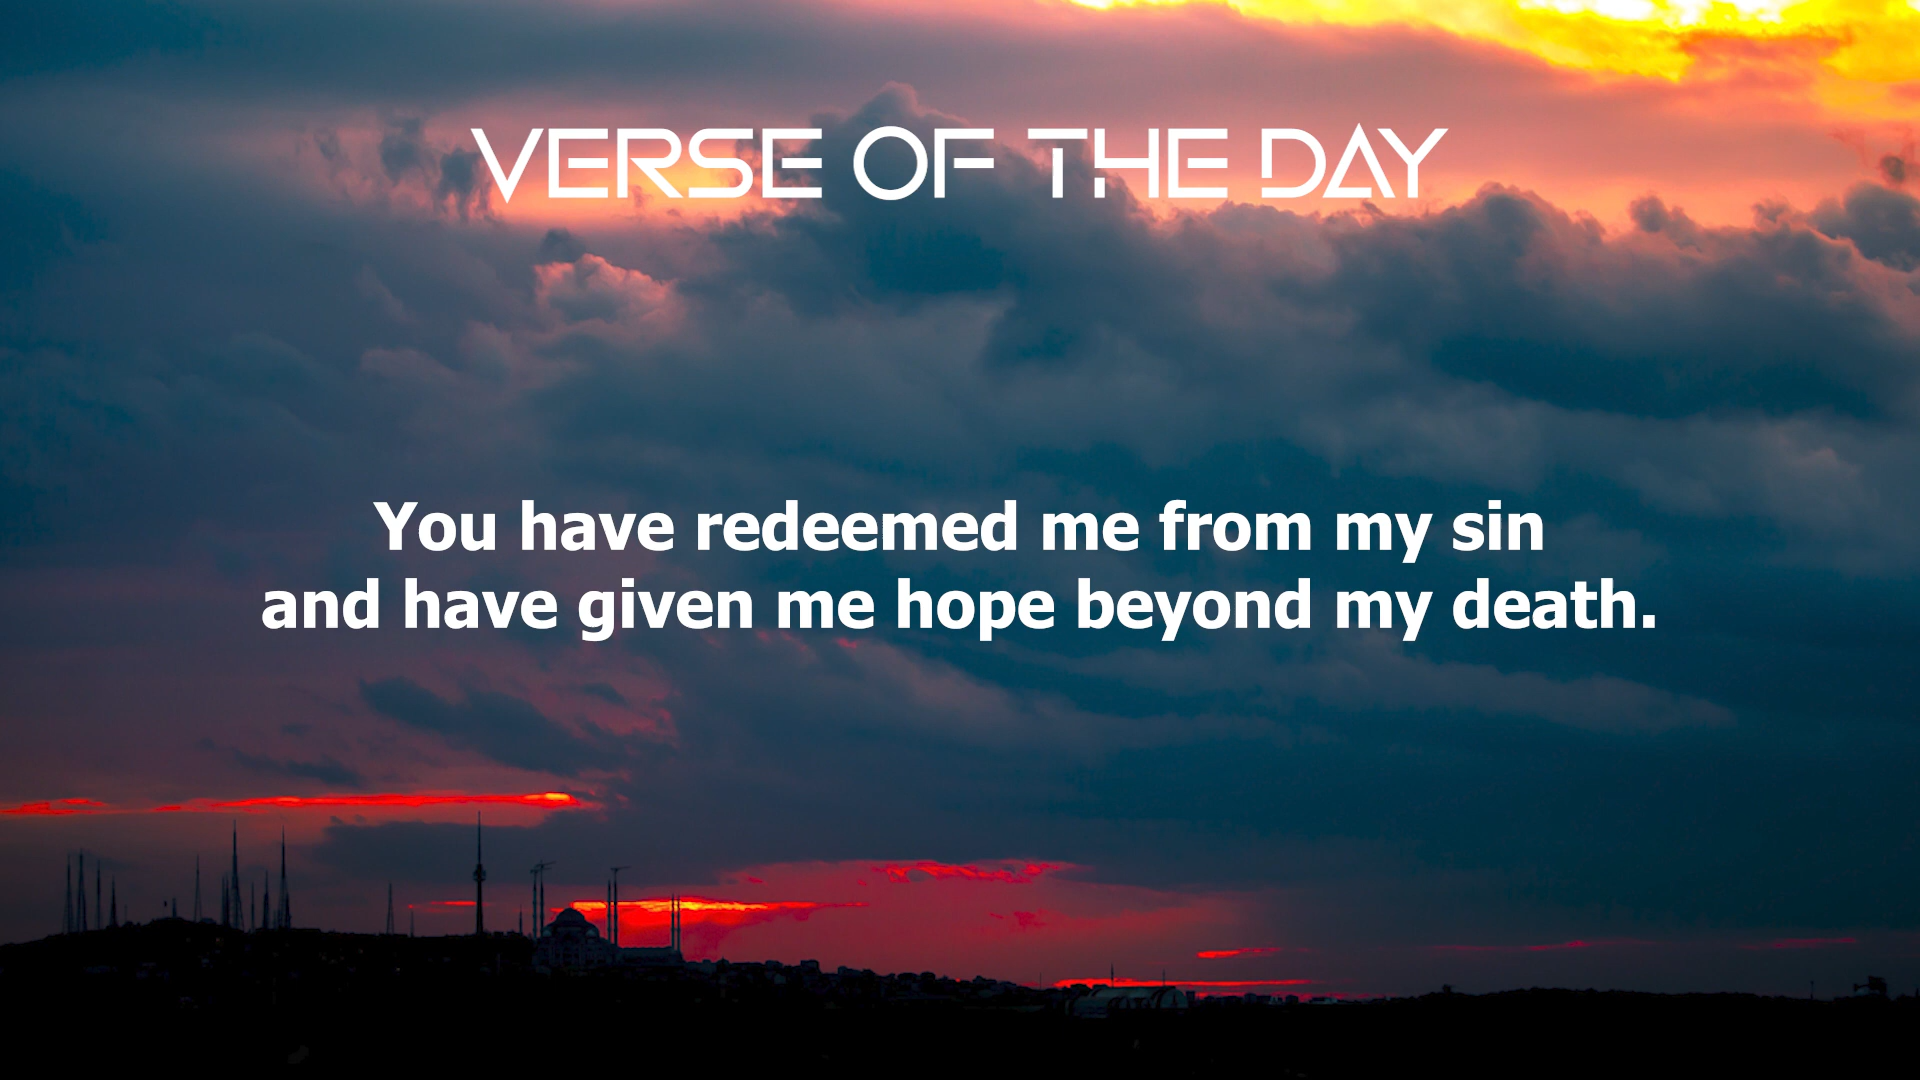 VERSE OF THE DAY
You have redeemed me from my sin
and have given me hope beyond my death.